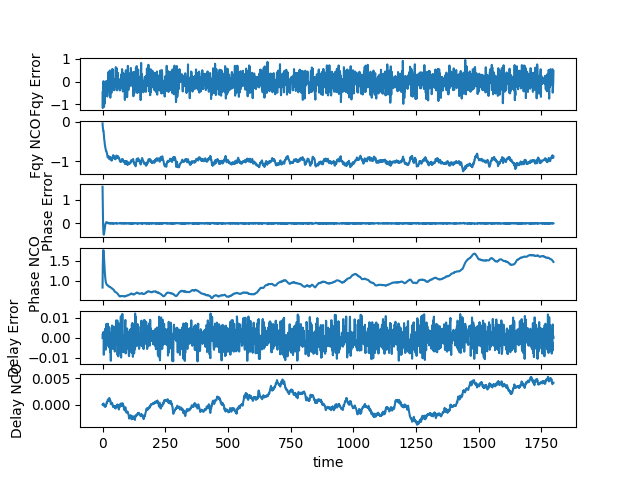 Fqy Error
1
0
−1
Fqy NCO
0
−1
Phase Error
1
0
Phase NCO
1.5
1.0
Delay Error
0.01
0.00
−0.01
Delay NCO
0.005
0.000
0 250 500 750 1000 1250 1500 1750
time